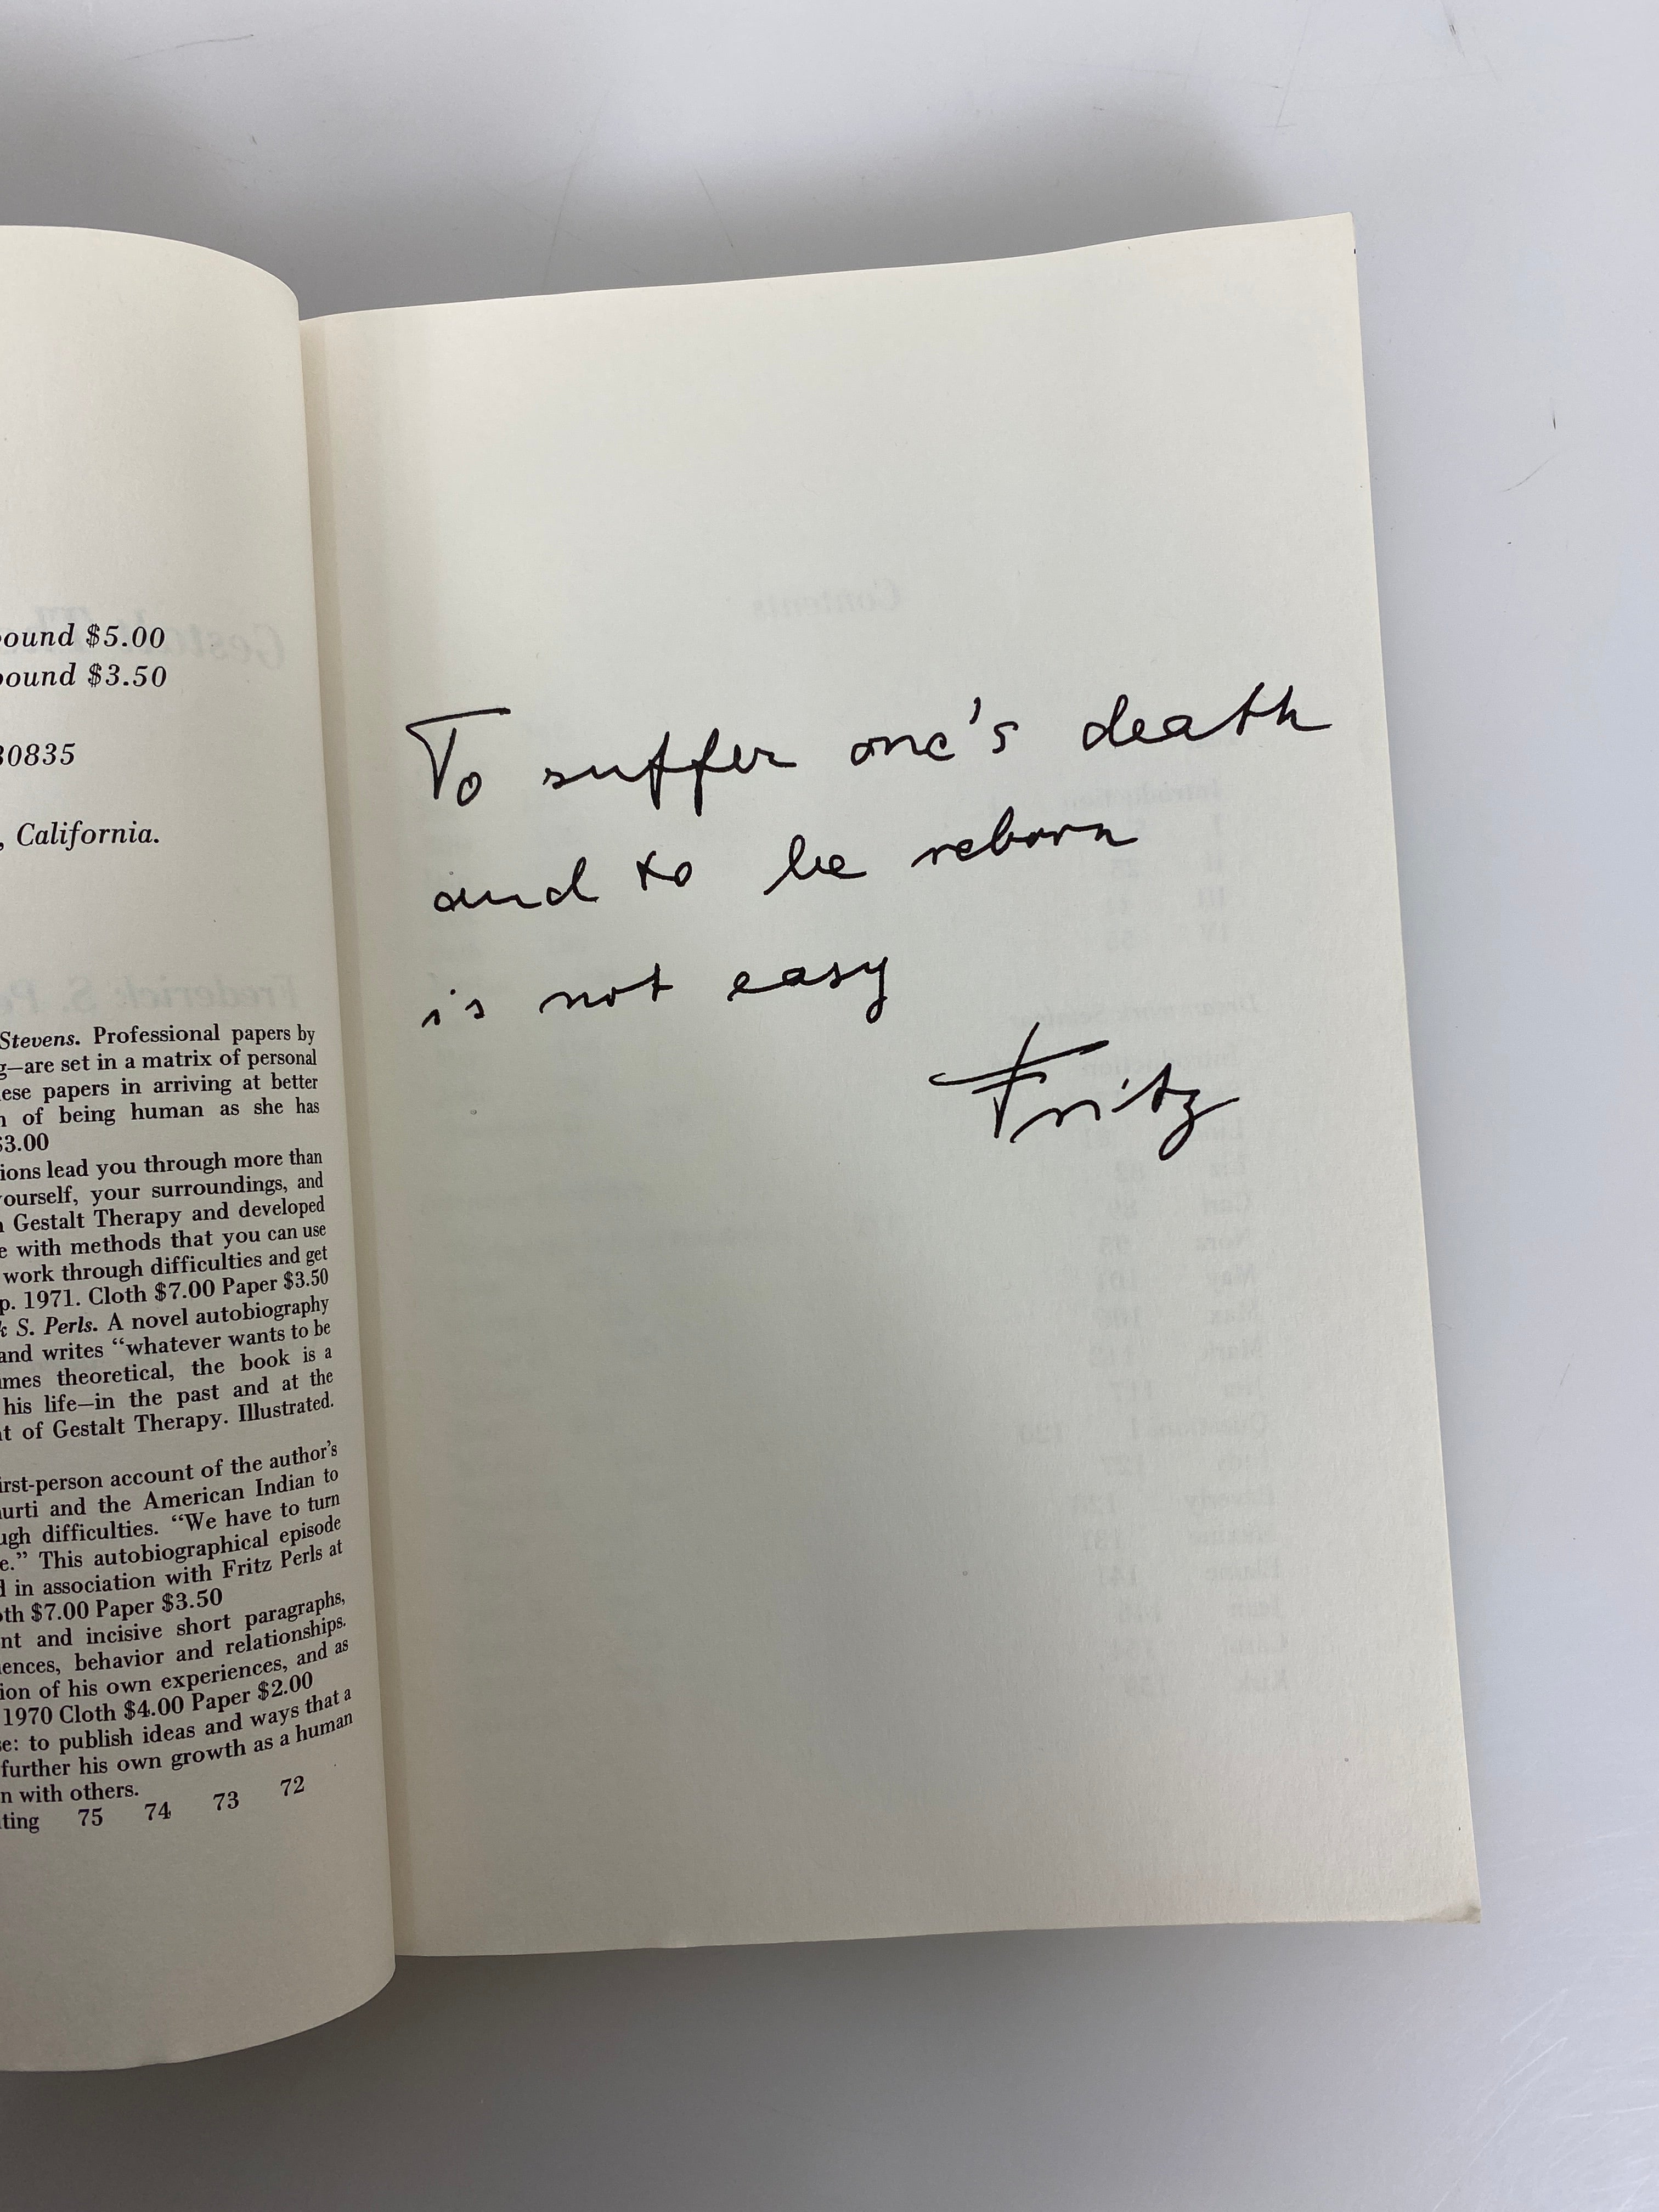 ound $5.00
ound $3.50
30835
, California.
Stevens. Professional papers by
g—are set in a matrix of personal
ese papers in arriving at better
n of being human as she has
$3.00
ions lead you through more than
yourself, your surroundings, and
n Gestalt Therapy and developed
e with methods that you can use
work through difficulties and get
p. 1971. Cloth $7.00 Paper $3.50
k S. Perls. A novel autobiography
and writes “whatever wants to be
mes theoretical, the book is a
his life—in the past and at the
nt of Gestalt Therapy. Illustrated.
irst-person account of the author's
urti and the American Indian to
ugh difficulties. “We have to turn
e.” This autobiographical episode
d in association with Fritz Perls at
oth $7.00 Paper $3.50
nt and incisive short paragraphs,
iences, behavior and relationships.
ion of his own experiences, and as
1970 Cloth $4.00 Paper $2.00
se: to publish ideas and ways that a
further his own growth as a human
n with others.
ting 75 74 73 72
To suffer one's death
and to be reborn
is not easy
Fritz